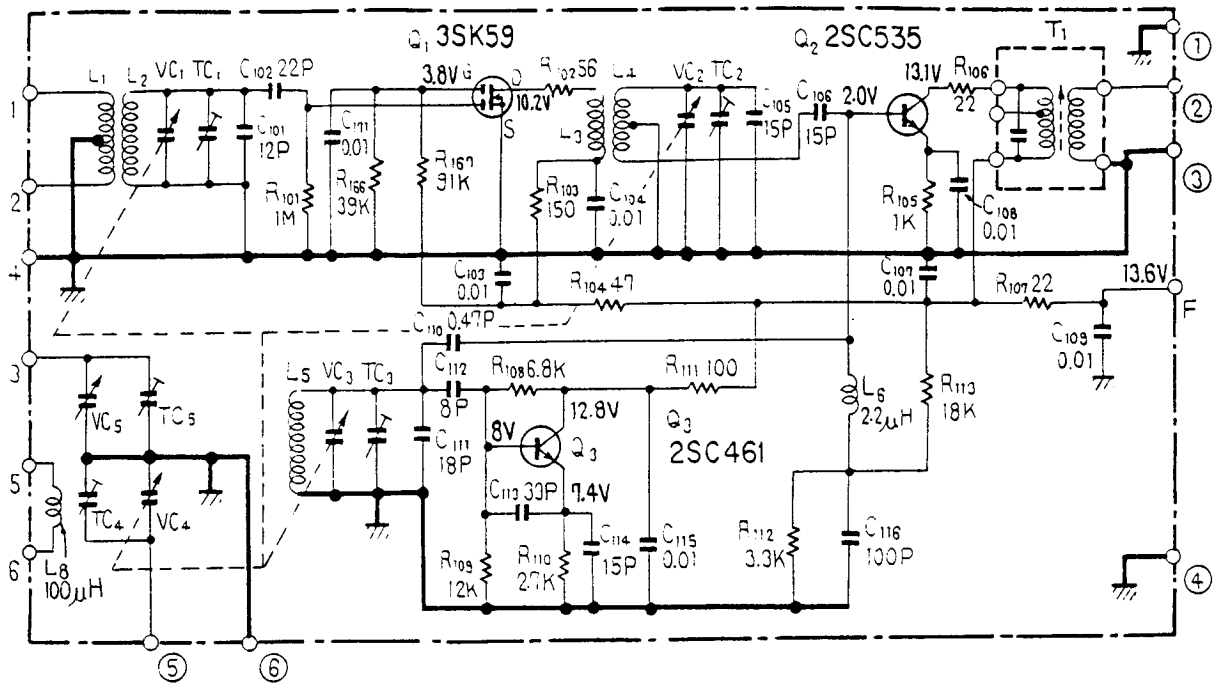 Q1 3SK59
Q2 2SC535
T1
①
L1 L2 VC1 TC1 C102 22P
3.8V G D R102 56 L4 VC2 TC2
13.1V R106
22
1
10.2V
C106
2.0V
②
C101
12P
C171
0.01
S
C105
15P
15P
L3
③
2
R101
1M
R166
39K
R167
91K
R103
150
C104
0.01
R105
1K
C108
0.01
4
C103
0.01
R104 47
C107
0.01
R107 22
13.6V
F
C110 0.47P
C109
0.01
3
L5 VC3 TC3
C112
8P
R108 6.8K
R111 100
L6
2.2µH
R113
18K
VC5 TC5
12.8V
8V
Q3
Q3
2SC461
C111
18P
5
TC4 VC4
C113 33P
7.4V
6
L8
100µH
R109
12K
R110
2.7K
C114
15P
C115
0.01
R112
3.3K
C116
100P
④
⑤ ⑥